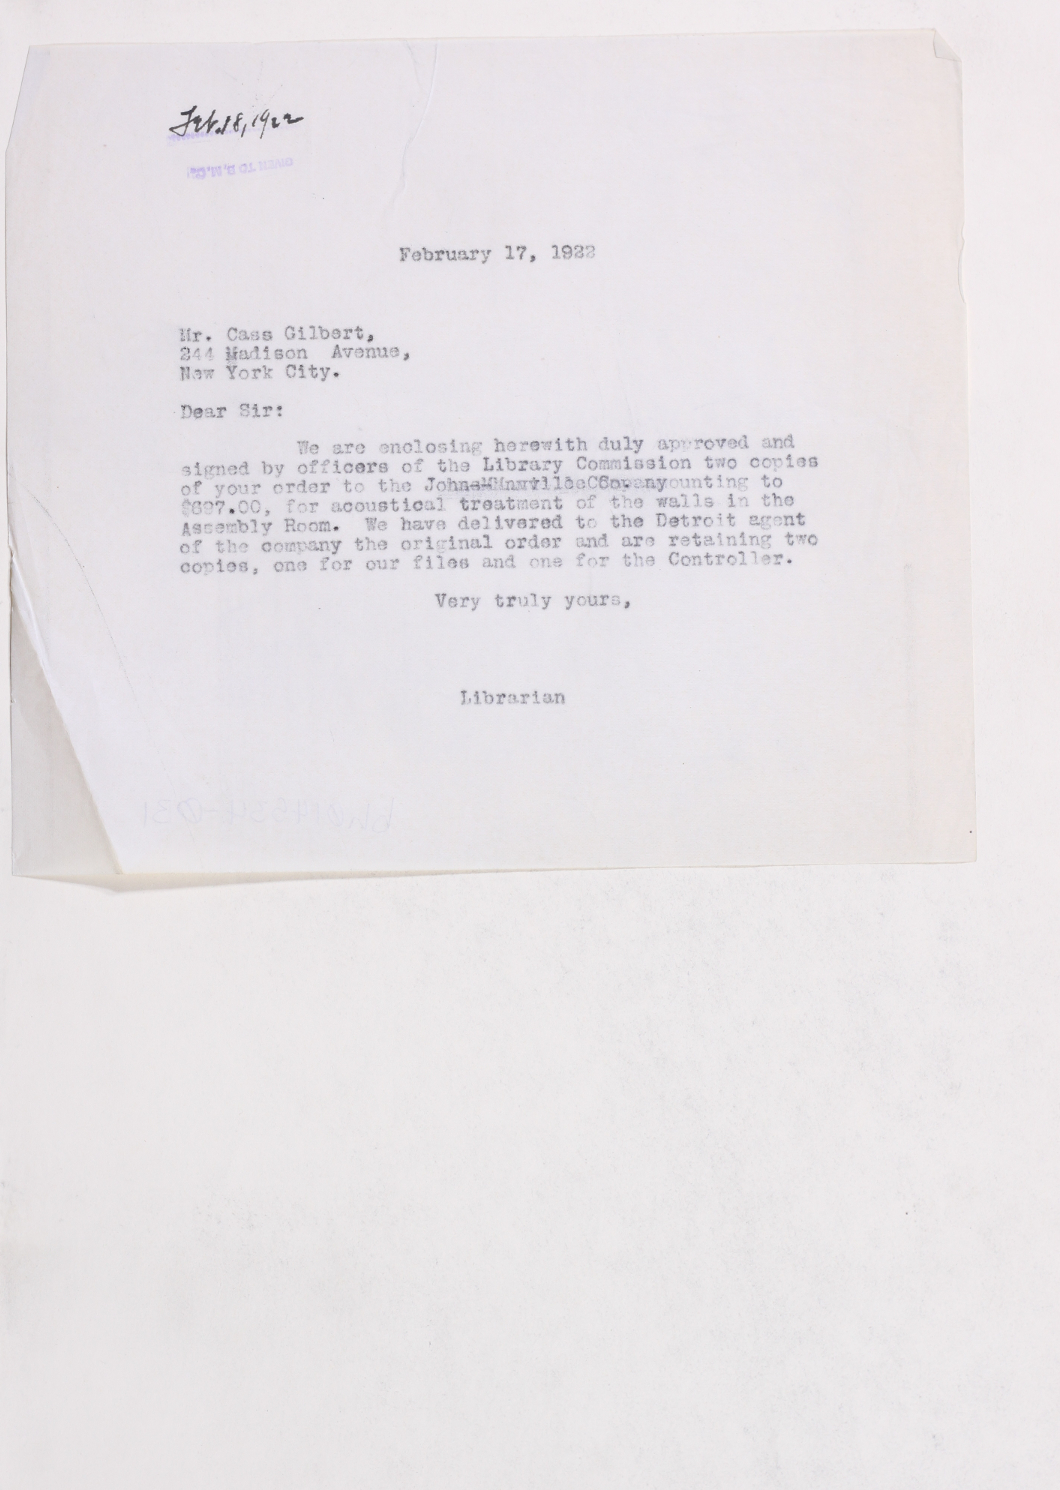 Feb. 18, 1922
GIVEN TO R.M.C.
February 17, 1922
Mr. Cass Gilbert,
244 Madison Avenue,
New York City.
Dear Sir:
We are enclosing herewith duly approved and
signed by officers of the Library Commission two copies
of your order to the Johns Manville Company ounting to
$697.00, for acoustical treatment of the walls in the
Assembly Room. We have delivered to the Detroit agent
of the company the original order and are retaining two
copies, one for our files and one for the Controller.
Very truly yours,
Librarian